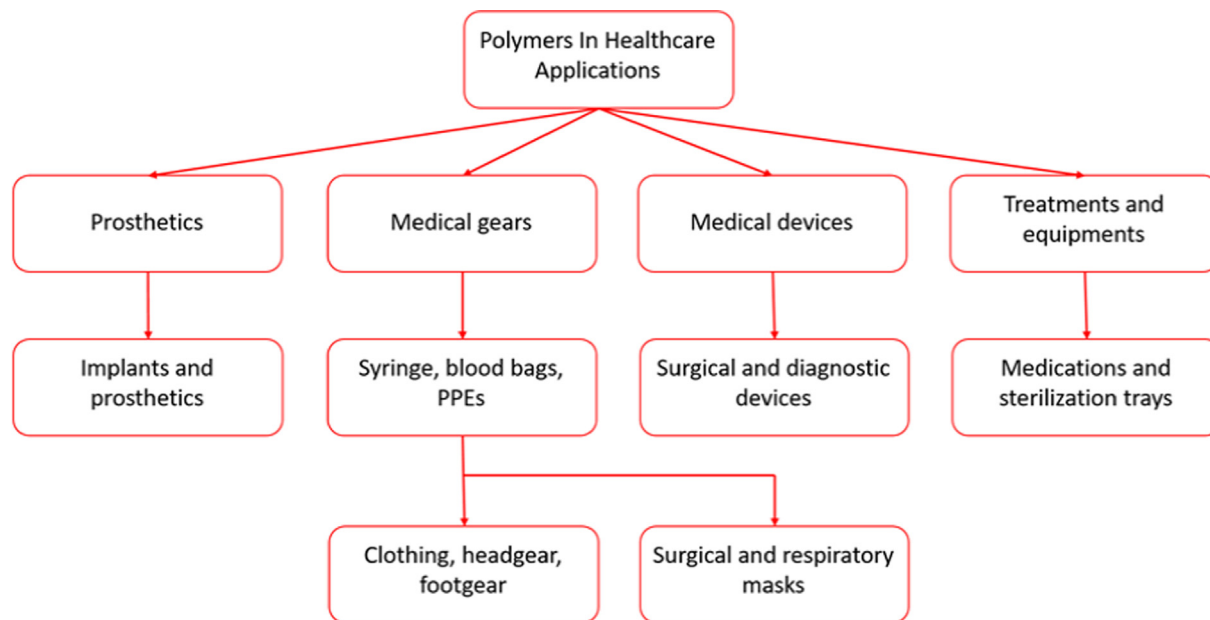 Polymers In Healthcare
Applications
Prosthetics
Medical gears
Medical devices
Treatments and
equipments
Implants and
prosthetics
Syringe, blood bags,
PPEs
Surgical and diagnostic
devices
Medications and
sterilization trays
Clothing, headgear,
footgear
Surgical and respiratory
masks